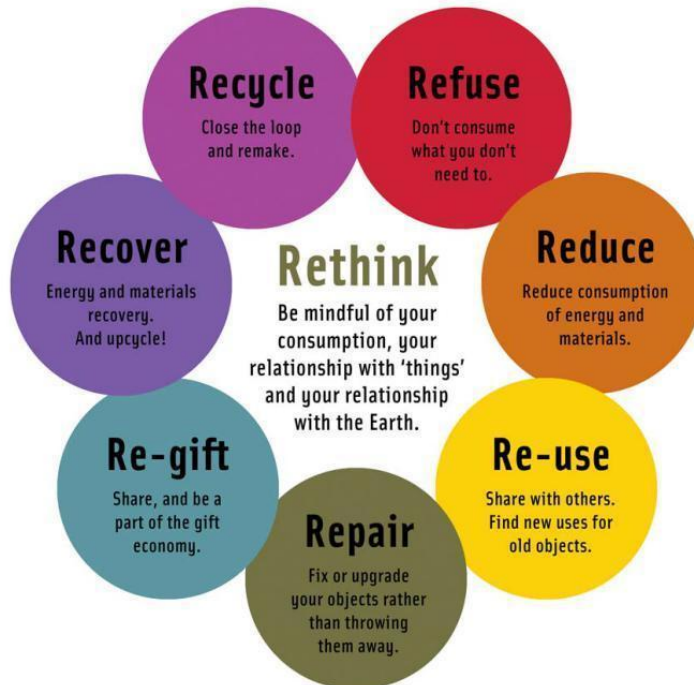 Rethink
Be mindful of your
consumption, your
relationship with ‘things’
and your relationship
with the Earth.
Refuse
Don’t consume
what you don’t
need to.
Reduce
Reduce consumption
of energy and
materials.
Re-use
Share with others.
Find new uses for
old objects.
Repair
Fix or upgrade
your objects rather
than throwing
them away.
Re-gift
Share, and be a
part of the gift
economy.
Recover
Energy and materials
recovery.
And upcycle!
Recycle
Close the loop
and remake.